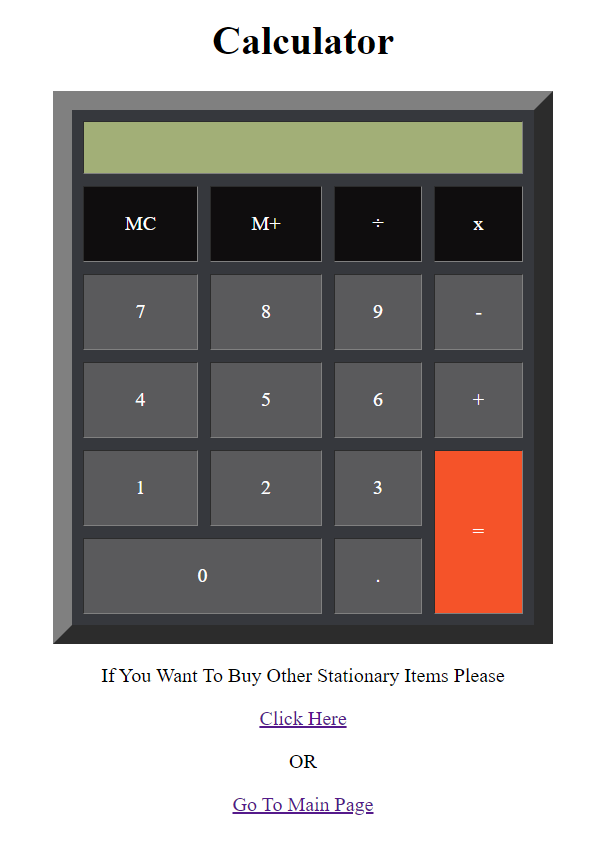 Calculator
MC M+ ÷ x
7 8 9 -
4 5 6 +
1 2 3
=
0 .
If You Want To Buy Other Stationary Items Please
Click Here
OR
Go To Main Page